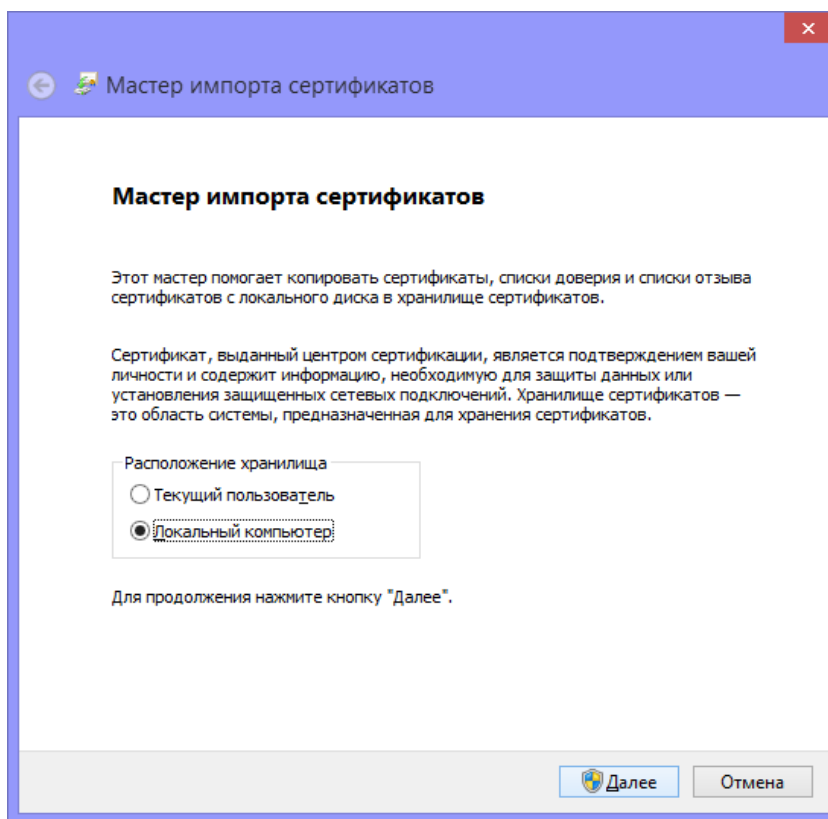 Мастер импорта сертификатов
Мастер импорта сертификатов
Этот мастер помогает копировать сертификаты, списки доверия и списки отзыва
сертификатов с локального диска в хранилище сертификатов.
Сертификат, выданный центром сертификации, является подтверждением вашей
личности и содержит информацию, необходимую для защиты данных или
установления защищенных сетевых подключений. Хранилище сертификатов —
это область системы, предназначенная для хранения сертификатов.
Расположение хранилища
Текущий пользователь
Локальный компьютер
Для продолжения нажмите кнопку "Далее".
Далее
Отмена